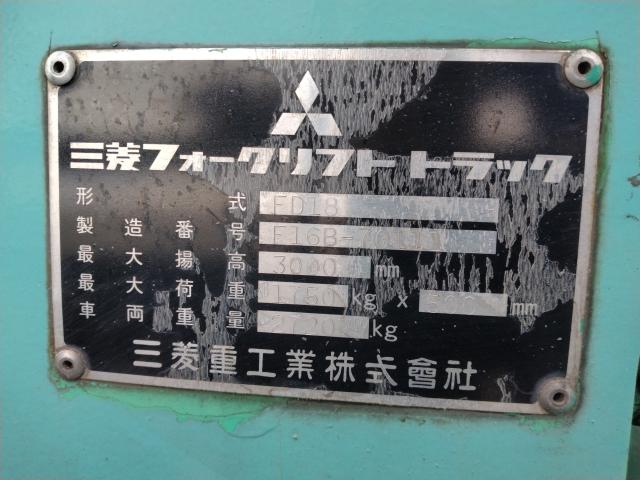 三菱フォークリフトトラック
形式 FD18
製造番号 F16B-
最大揚高 3000 mm
最大荷重 1750 kg x 500 mm
車両重量 kg
三菱重工業株式會社